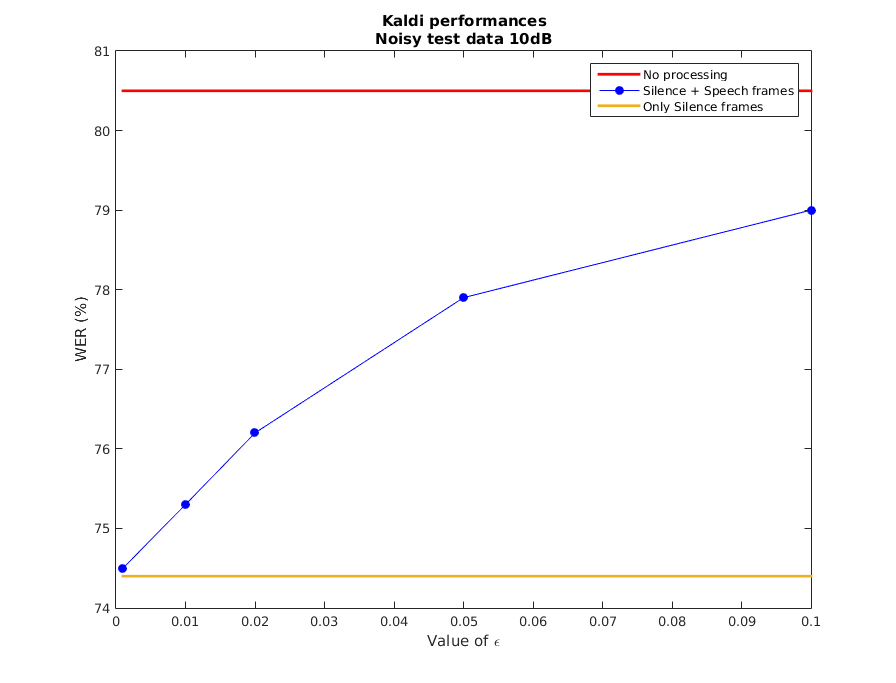 Kaldi performances
Noisy test data 10dB
No processing
Silence + Speech frames
Only Silence frames
WER (%)
81
80
79
78
77
76
75
74
0 0.01 0.02 0.03 0.04 0.05 0.06 0.07 0.08 0.09 0.1
Value of ϵ